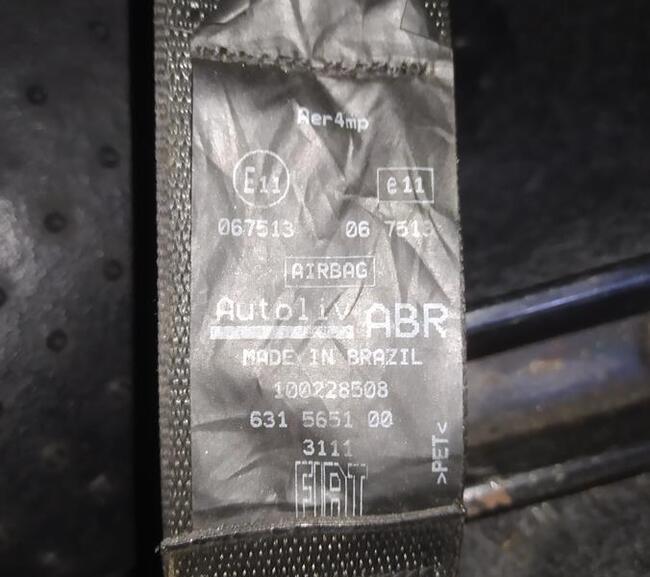 Aer4mp
E11 e11
067513 06 7513
AIRBAG
Autoliv ABR
MADE IN BRAZIL
100228508
631 5651 00
3111
>PET<
FIAT